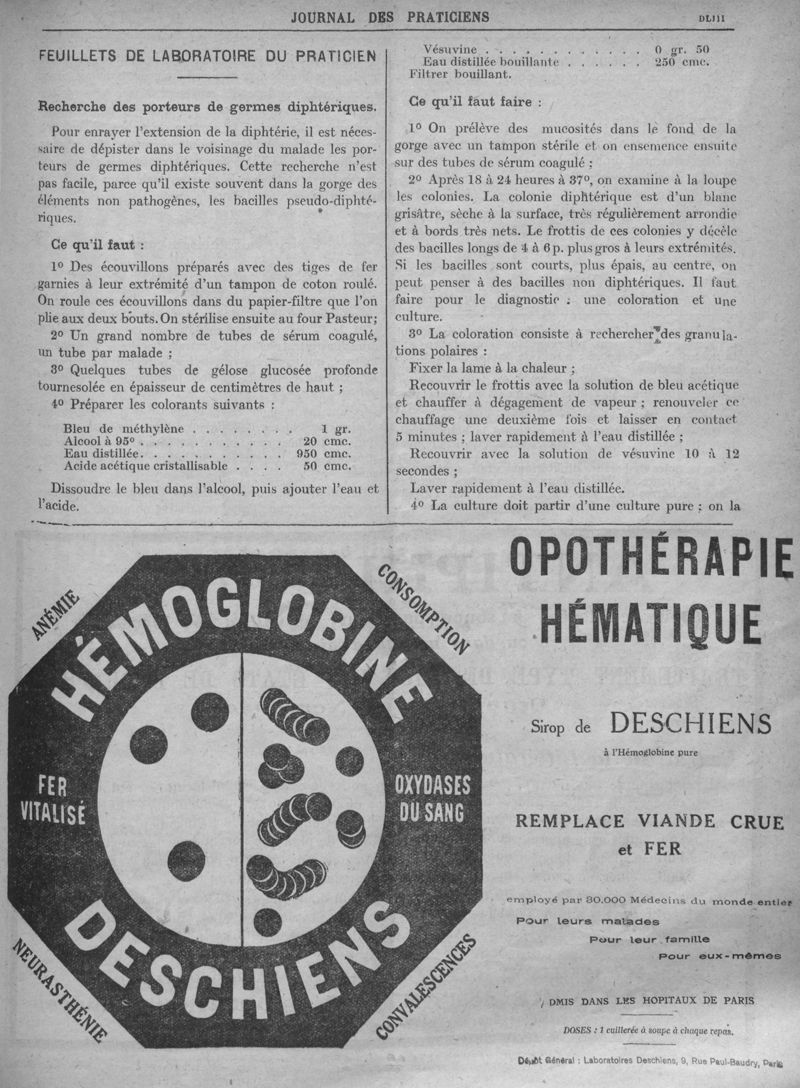 JOURNAL DES PRATICIENS
DLIII
FEUILLETS DE LABORATOIRE DU PRATICIEN
Recherche des porteurs de germes diphtériques.
Pour enrayer l'extension de la diphtérie, il est néces-
saire de dépister dans le voisinage du malade les por-
teurs de germes diphtériques. Cette recherche n'est
pas facile, parce qu'il existe souvent dans la gorge des
éléments non pathogènes, les bacilles pseudo-diphté-
riques.
Ce qu'il faut :
1º Des écouvillons préparés avec des tiges de fer
garnies à leur extrémité d'un tampon de coton roulé.
On roule ces écouvillons dans du papier-filtre que l'on
plie aux deux bouts. On stérilise ensuite au four Pasteur;
2º Un grand nombre de tubes de sérum coagulé,
un tube par malade ;
3º Quelques tubes de gélose glucosée profonde
tournesolée en épaisseur de centimètres de haut ;
4º Préparer les colorants suivants :
Bleu de méthylène . . . . . . . . 1 gr.
Alcool à 95º . . . . . . . . . . . 20 cmc.
Eau distillée. . . . . . . . . . . 950 cmc.
Acide acétique cristallisable . . . . 50 cmc.
Dissoudre le bleu dans l'alcool, puis ajouter l'eau et
l'acide.
Vésuvine . . . . . . . . . . . 0 gr. 50
Eau distillée bouillante . . . . . . 250 cmc.
Filtrer bouillant.
Ce qu'il faut faire :
1º On prélève des mucosités dans le fond de la
gorge avec un tampon stérile et on ensemence ensuite
sur des tubes de sérum coagulé ;
2º Après 18 à 24 heures à 37º, on examine à la loupe
les colonies. La colonie diphtérique est d'un blanc
grisâtre, sèche à la surface, très régulièrement arrondie
et à bords très nets. Le frottis de ces colonies y décèle
des bacilles longs de 4 à 6 p. plus gros à leurs extrémités.
Si les bacilles sont courts, plus épais, au centre, on
peut penser à des bacilles non diphtériques. Il faut
faire pour le diagnostic : une coloration et une
culture.
3º La coloration consiste à rechercher des granula-
tions polaires :
Fixer la lame à la chaleur ;
Recouvrir le frottis avec la solution de bleu acétique
et chauffer à dégagement de vapeur ; renouveler ce
chauffage une deuxième fois et laisser en contact
5 minutes ; laver rapidement à l'eau distillée ;
Recouvrir avec la solution de vésuvine 10 à 12
secondes ;
Laver rapidement à l'eau distillée.
4º La culture doit partir d'une culture pure ; on la
ANÉMIE
CONSOMPTION
HÉMOGLOBINE
FER
VITALISÉ
OXYDASES
DU SANG
DESCHIENS
NEURASTHÉNIE
CONVALESCENCES
OPOTHÉRAPIE
HÉMATIQUE
Sirop de DESCHIENS
à l'Hémoglobine pure
REMPLACE VIANDE CRUE
et FER
employé par 30.000 Médecins du monde entier
Pour leurs malades
Pour leur famille
Pour eux-mêmes
DMIS DANS LES HOPITAUX DE PARIS
DOSES : 1 cuillerée à soupe à chaque repas.
Dépôt Général : Laboratoires Deschiens, 9, Rue Paul-Baudry, Paris